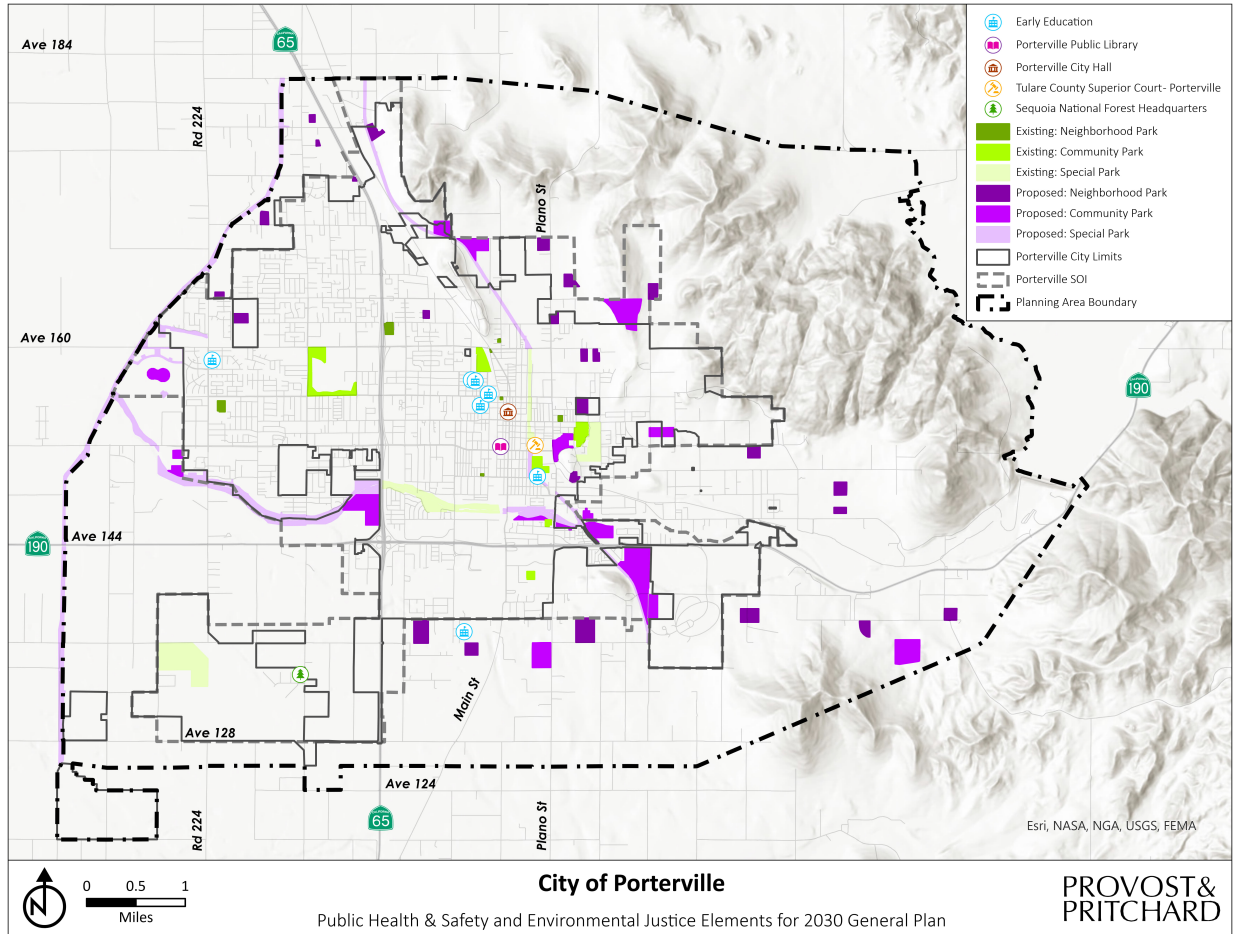 Ave 184
CALIFORNIA
65
Rd 224
Plano St
Early Education
Porterville Public Library
Porterville City Hall
Tulare County Superior Court- Porterville
Sequoia National Forest Headquarters
Existing: Neighborhood Park
Existing: Community Park
Existing: Special Park
Proposed: Neighborhood Park
Proposed: Community Park
Proposed: Special Park
Porterville City Limits
Porterville SOI
Planning Area Boundary
Ave 160
CALIFORNIA
190
CALIFORNIA
190
Ave 144
Main St
Ave 128
Ave 124
CALIFORNIA
65
Rd 224
Plano St
Esri, NASA, NGA, USGS, FEMA
N
0 0.5 1
Miles
City of Porterville
Public Health & Safety and Environmental Justice Elements for 2030 General Plan
PROVOST&
PRITCHARD